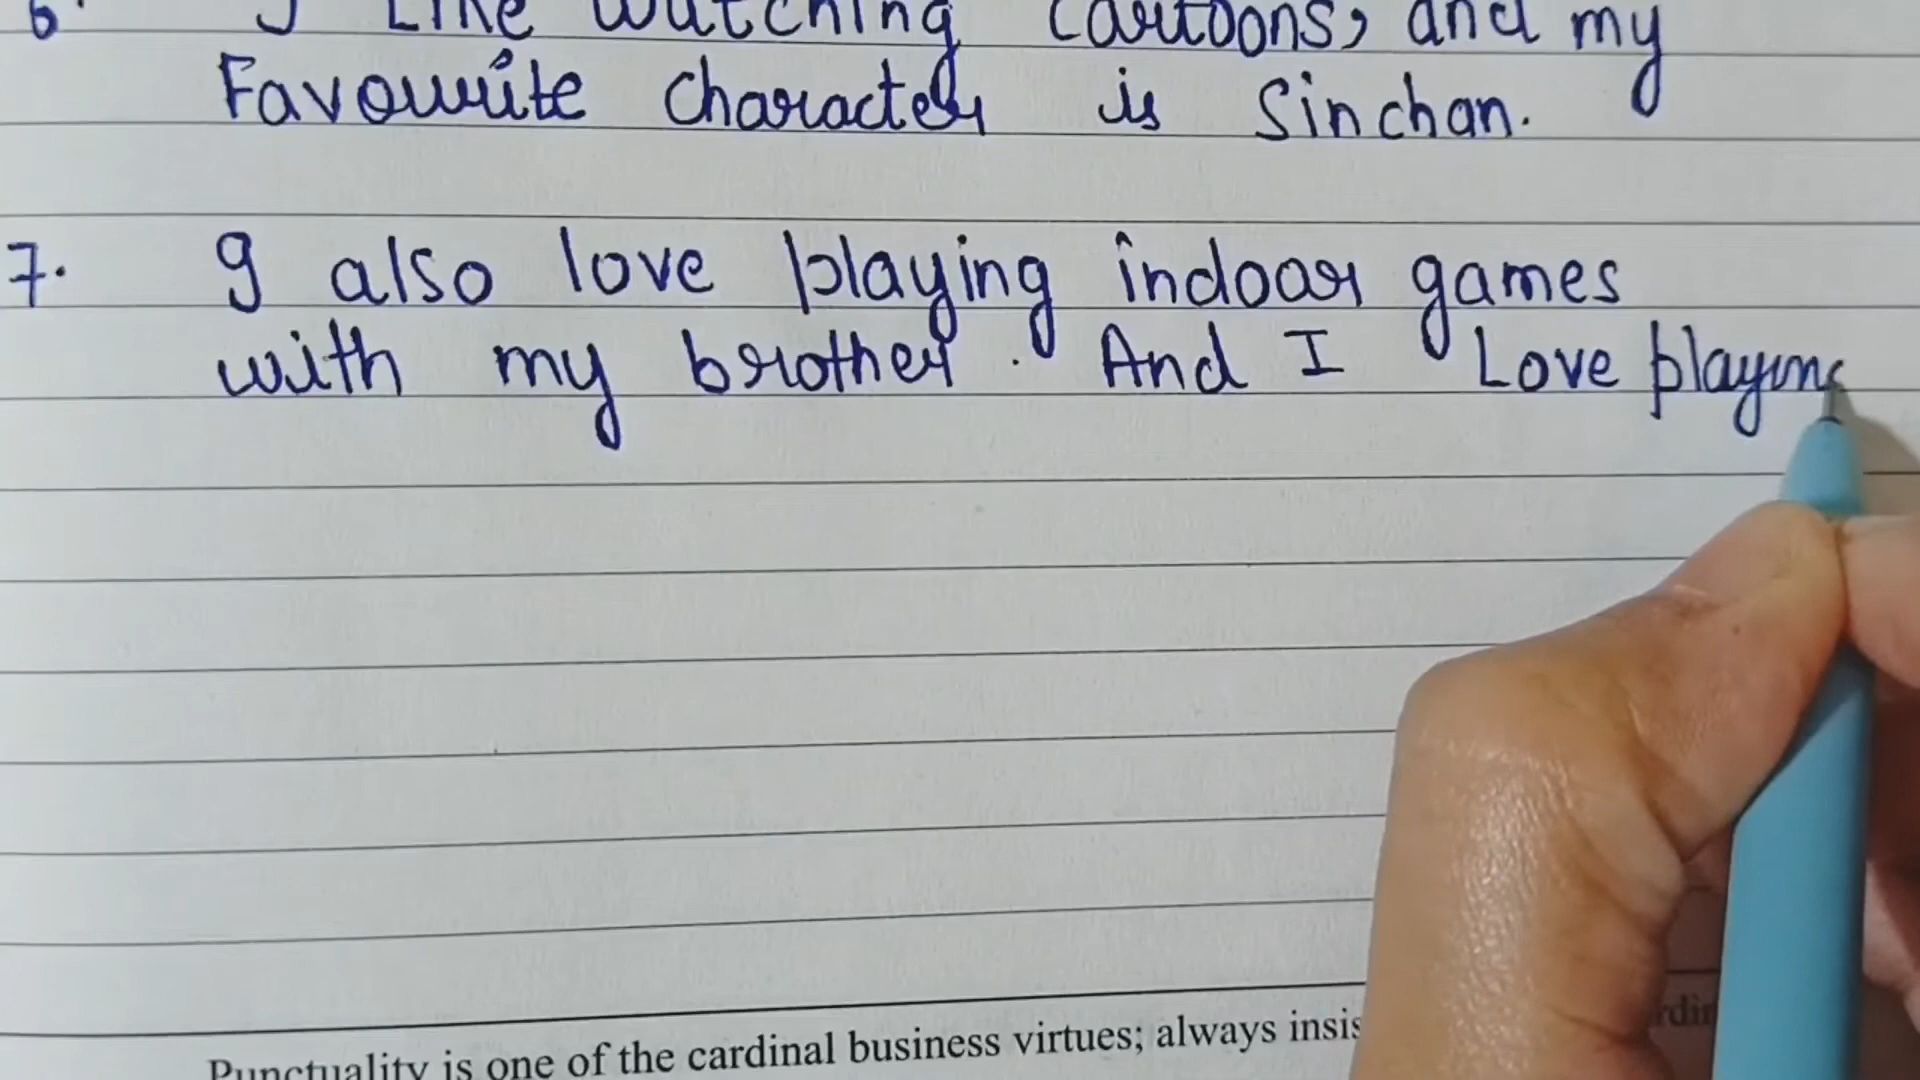 6. I Like watching cartoons, and my
Favourite character is Sinchan.
7. I also love playing indoor games
with my brother. And I Love playing
Punctuality is one of the cardinal business virtues; always insis